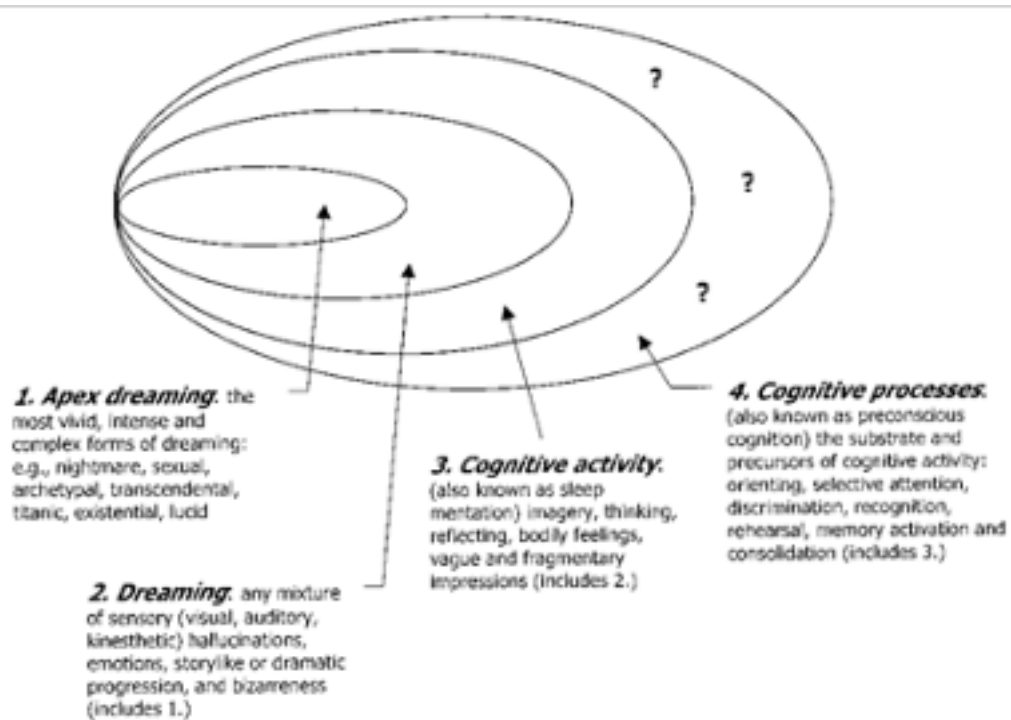 ?
?
?
1. Apex dreaming. the
most vivid, intense and
complex forms of dreaming:
e.g., nightmare, sexual,
archetypal, transcendental,
titanic, existential, lucid
2. Dreaming. any mixture
of sensory (visual, auditory,
kinesthetic) hallucinations,
emotions, storylike or dramatic
progression, and bizarreness
(includes 1.)
3. Cognitive activity.
(also known as sleep
mentation) imagery, thinking,
reflecting, bodily feelings,
vague and fragmentary
impressions (includes 2.)
4. Cognitive processes.
(also known as preconscious
cognition) the substrate and
precursors of cognitive activity:
orienting, selective attention,
discrimination, recognition,
rehearsal, memory activation and
consolidation (includes 3.)